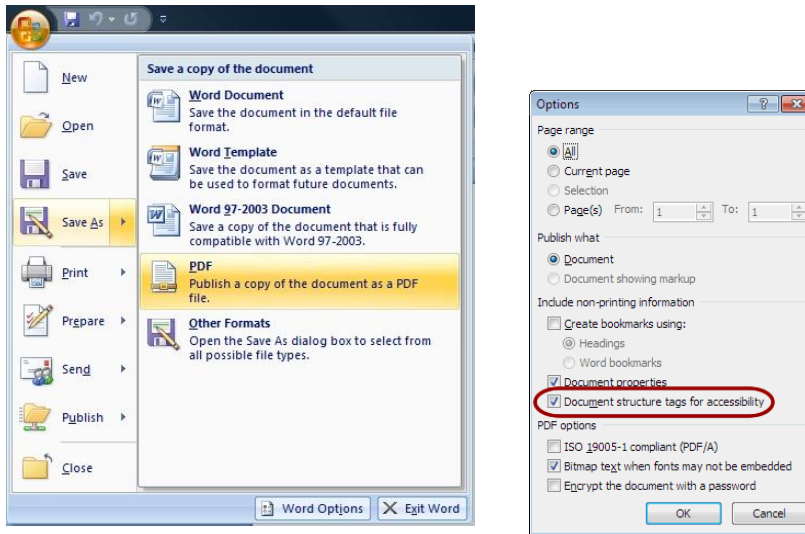 New
Open
Save
Save As
Print
Prepare
Send
Publish
Close
Save a copy of the document
Word Document
Save the document in the default file
format.
Word Template
Save the document as a template that can
be used to format future documents.
Word 97-2003 Document
Save a copy of the document that is fully
compatible with Word 97-2003.
PDF
Publish a copy of the document as a PDF
file.
Other Formats
Open the Save As dialog box to select from
all possible file types.
Word Options
Exit Word
Options
Page range
All
Current page
Selection
Page(s) From: 1 To: 1
Publish what
Document
Document showing markup
Include non-printing information
Create bookmarks using:
Headings
Word bookmarks
Document properties
Document structure tags for accessibility
PDF options
ISO 19005-1 compliant (PDF/A)
Bitmap text when fonts may not be embedded
Encrypt the document with a password
OK Cancel